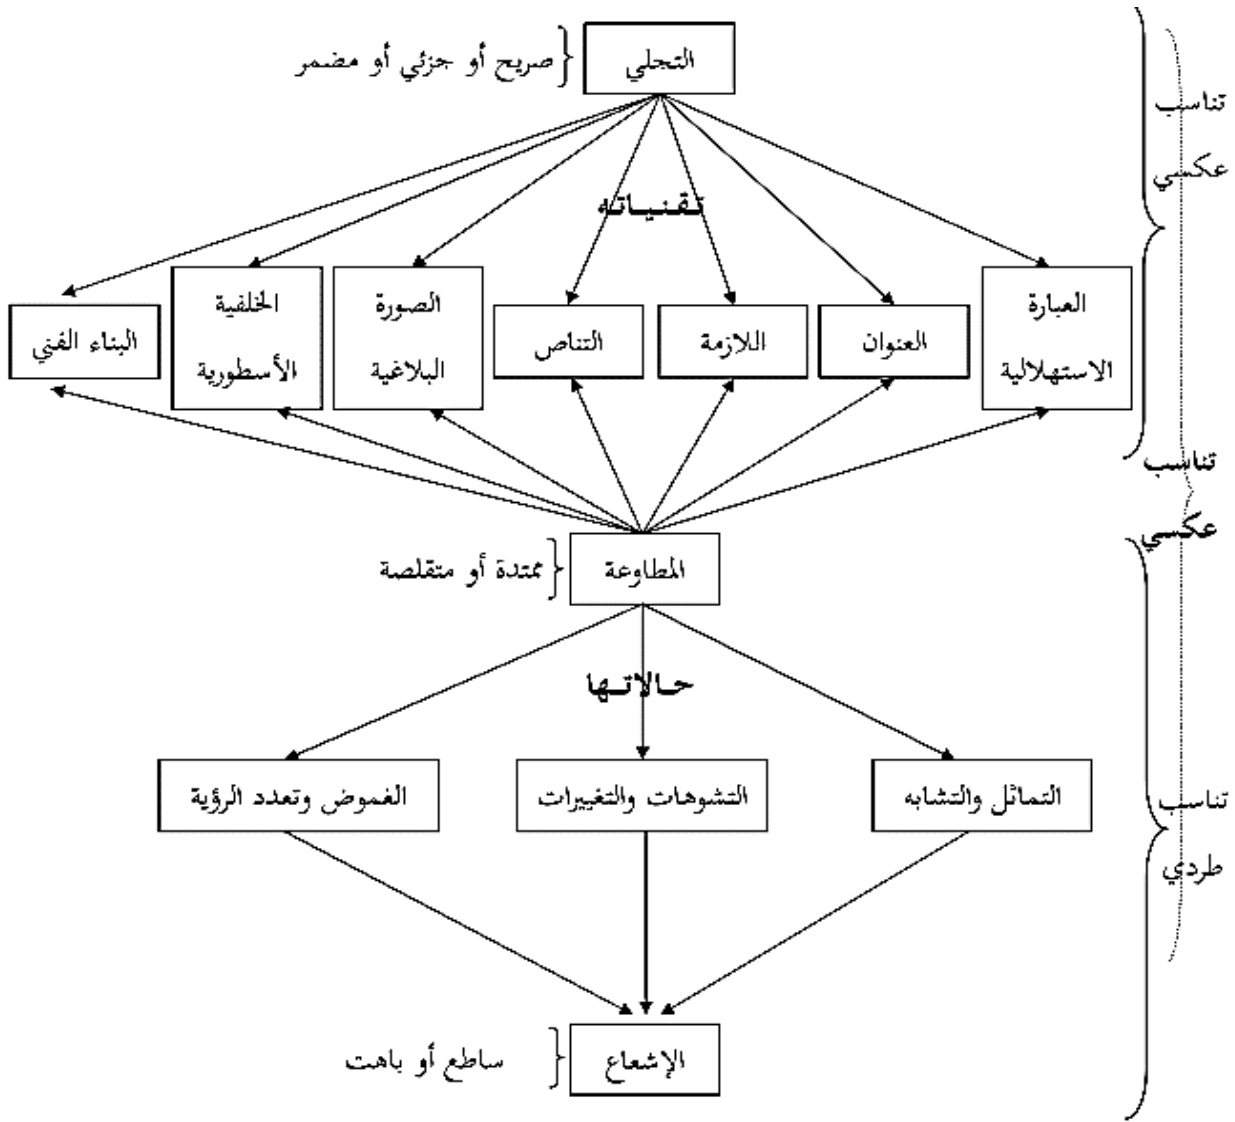 التجلي
صريح أو جزئي أو مضمر
تناسب
عكسي
تـقـنـيـاتـه
العبارة
الاستهلالية
العنوان
اللازمة
التناص
الصورة
البلاغية
الخلفية
الأسطورية
البناء الفني
تناسب
عكسي
المطاوعة
ممتدة أو متقلصة
حـالاتـهـا
التماثل والتشابه
التشوهات والتغييرات
الغموض وتعدد الرؤية
تناسب
طردي
الإشعاع
ساطع أو باهت